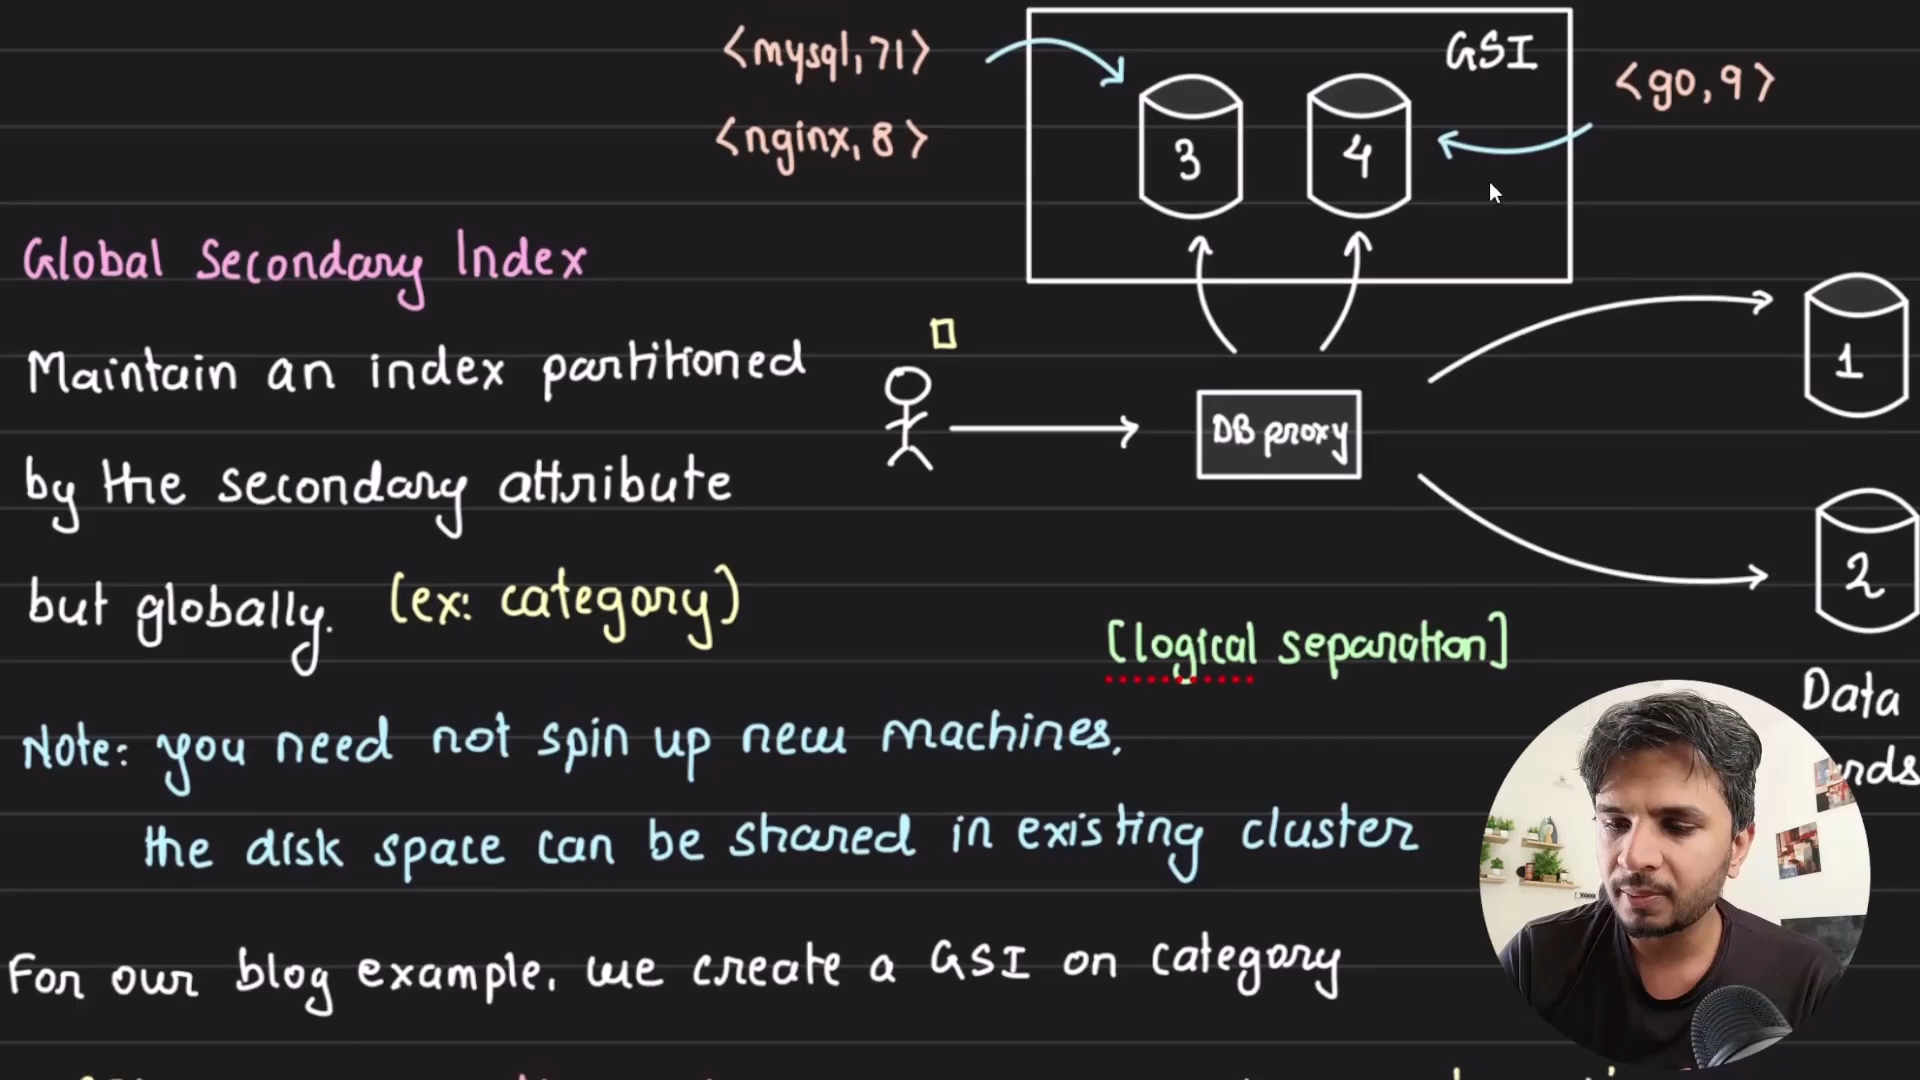 <mysql, 71>
<nginx, 8>
GSI
<go, 9>
3
4
Global Secondary Index
Maintain an index partitioned
by the secondary attribute
but globally. (ex: category)
DB proxy
1
2
[logical separation]
Data
Note: you need not spin up new machines.
the disk space can be shared in existing cluster
For our blog example, we create a GSI on category